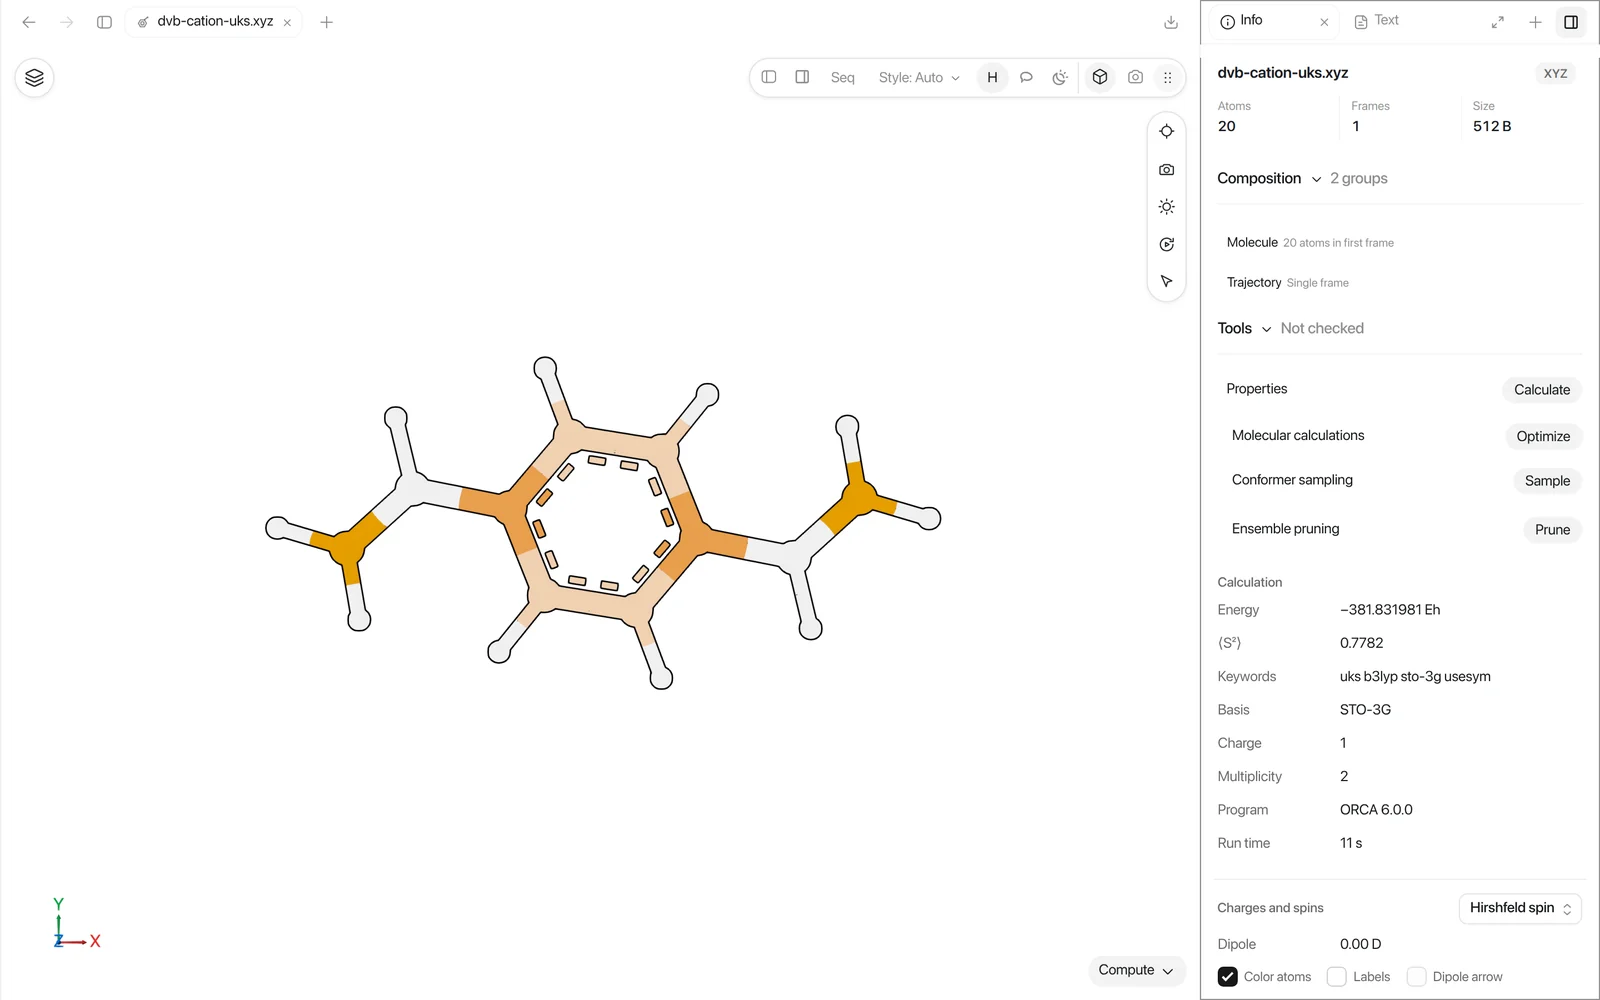 dvb-cation-uks.xyz
Seq
Style: Auto
H
Y
Z
X
Compute
Info
Text
dvb-cation-uks.xyz
XYZ
Atoms
Frames
Size
20
1
512 B
Composition
2 groups
Molecule 20 atoms in first frame
Trajectory Single frame
Tools
Not checked
Properties
Calculate
Molecular calculations
Optimize
Conformer sampling
Sample
Ensemble pruning
Prune
Calculation
Energy −381.831981 Eh
⟨S²⟩ 0.7782
Keywords uks b3lyp sto-3g usesym
Basis STO-3G
Charge 1
Multiplicity 2
Program ORCA 6.0.0
Run time 11 s
Charges and spins
Hirshfeld spin
Dipole 0.00 D
Color atoms
Labels
Dipole arrow